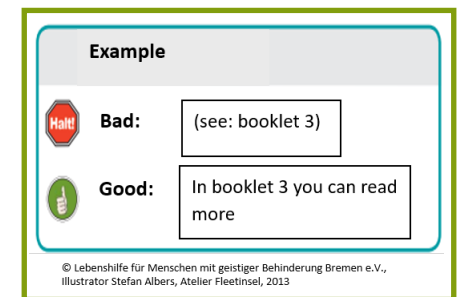 Example
Halt!
Bad:
(see: booklet 3)
Good:
In booklet 3 you can read
more
© Lebenshilfe für Menschen mit geistiger Behinderung Bremen e.V.,
Illustrator Stefan Albers, Atelier Fleetinsel, 2013